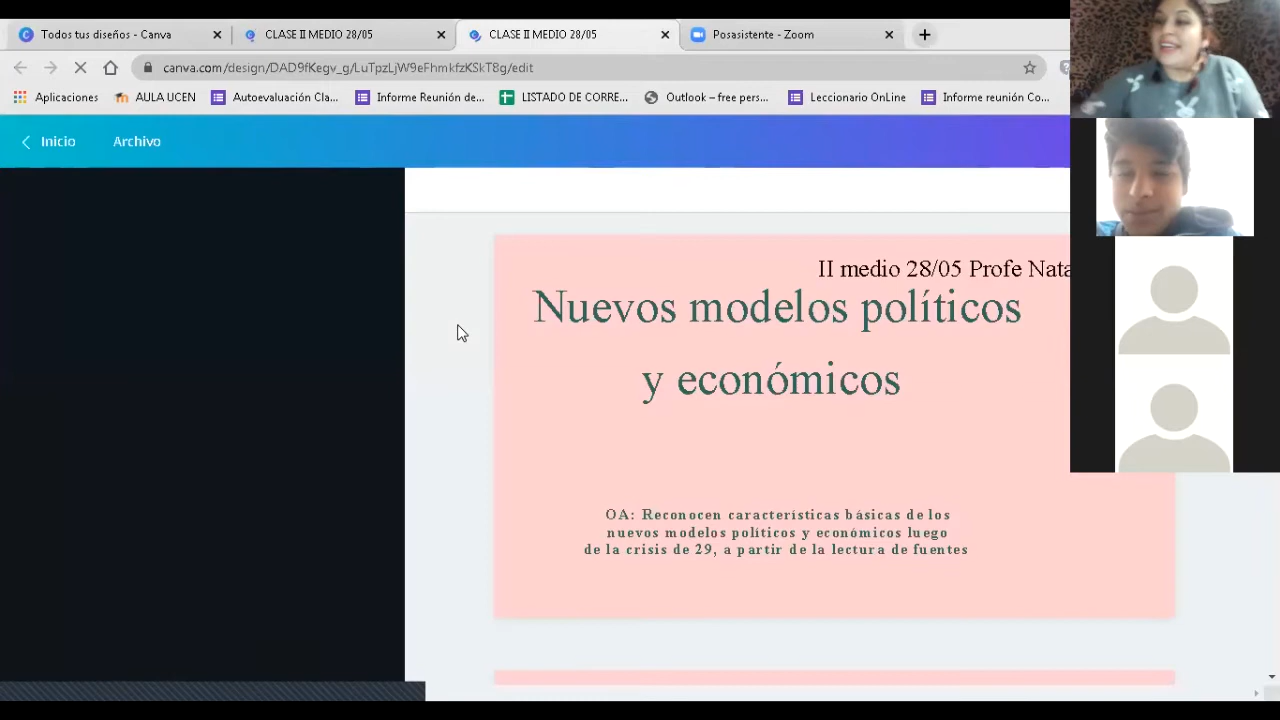 Todos tus diseños - Canva
CLASE II MEDIO 28/05
CLASE II MEDIO 28/05
Posasistente - Zoom
canva.com/design/DAD9fKegv_g/LuTpzLjW9eFhmkfzKSkT8g/edit
Aplicaciones
AULA UCEN
Autoevaluación Cla...
Informe Reunión de...
LISTADO DE CORRE...
Outlook – free pers...
Leccionario OnLine
Informe reunión Co...
Inicio
Archivo
II medio 28/05 Profe Nata
Nuevos modelos políticos
y económicos
OA: Reconocen características básicas de los
nuevos modelos políticos y económicos luego
de la crisis de 29, a partir de la lectura de fuentes